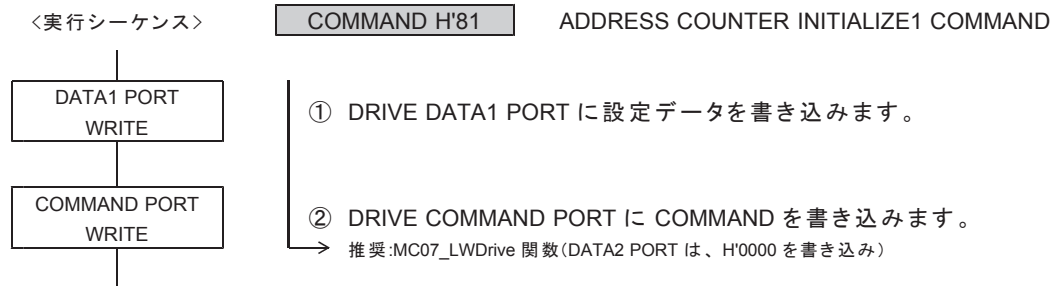 <実行シーケンス>
COMMAND H'81
ADDRESS COUNTER INITIALIZE1 COMMAND
DATA1 PORT
WRITE
① DRIVE DATA1 PORT に設定データを書き込みます。
COMMAND PORT
WRITE
② DRIVE COMMAND PORT に COMMAND を書き込みます。
推奨:MC07_LWDrive 関数(DATA2 PORT は、H'0000 を書き込み)